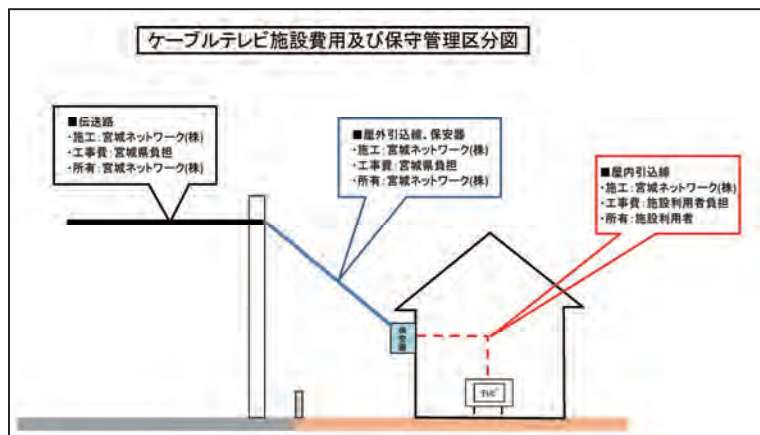 ケーブルテレビ施設費用及び保守管理区分図
■伝送路
・施工:宮城ネットワーク(株)
・工事費:宮城県負担
・所有:宮城ネットワーク(株)
■屋外引込線、保安器
・施工:宮城ネットワーク(株)
・工事費:宮城県負担
・所有:宮城ネットワーク(株)
■屋内引込線
・施工:宮城ネットワーク(株)
・工事費:施設利用者負担
・所有:施設利用者
保安器
テレビ